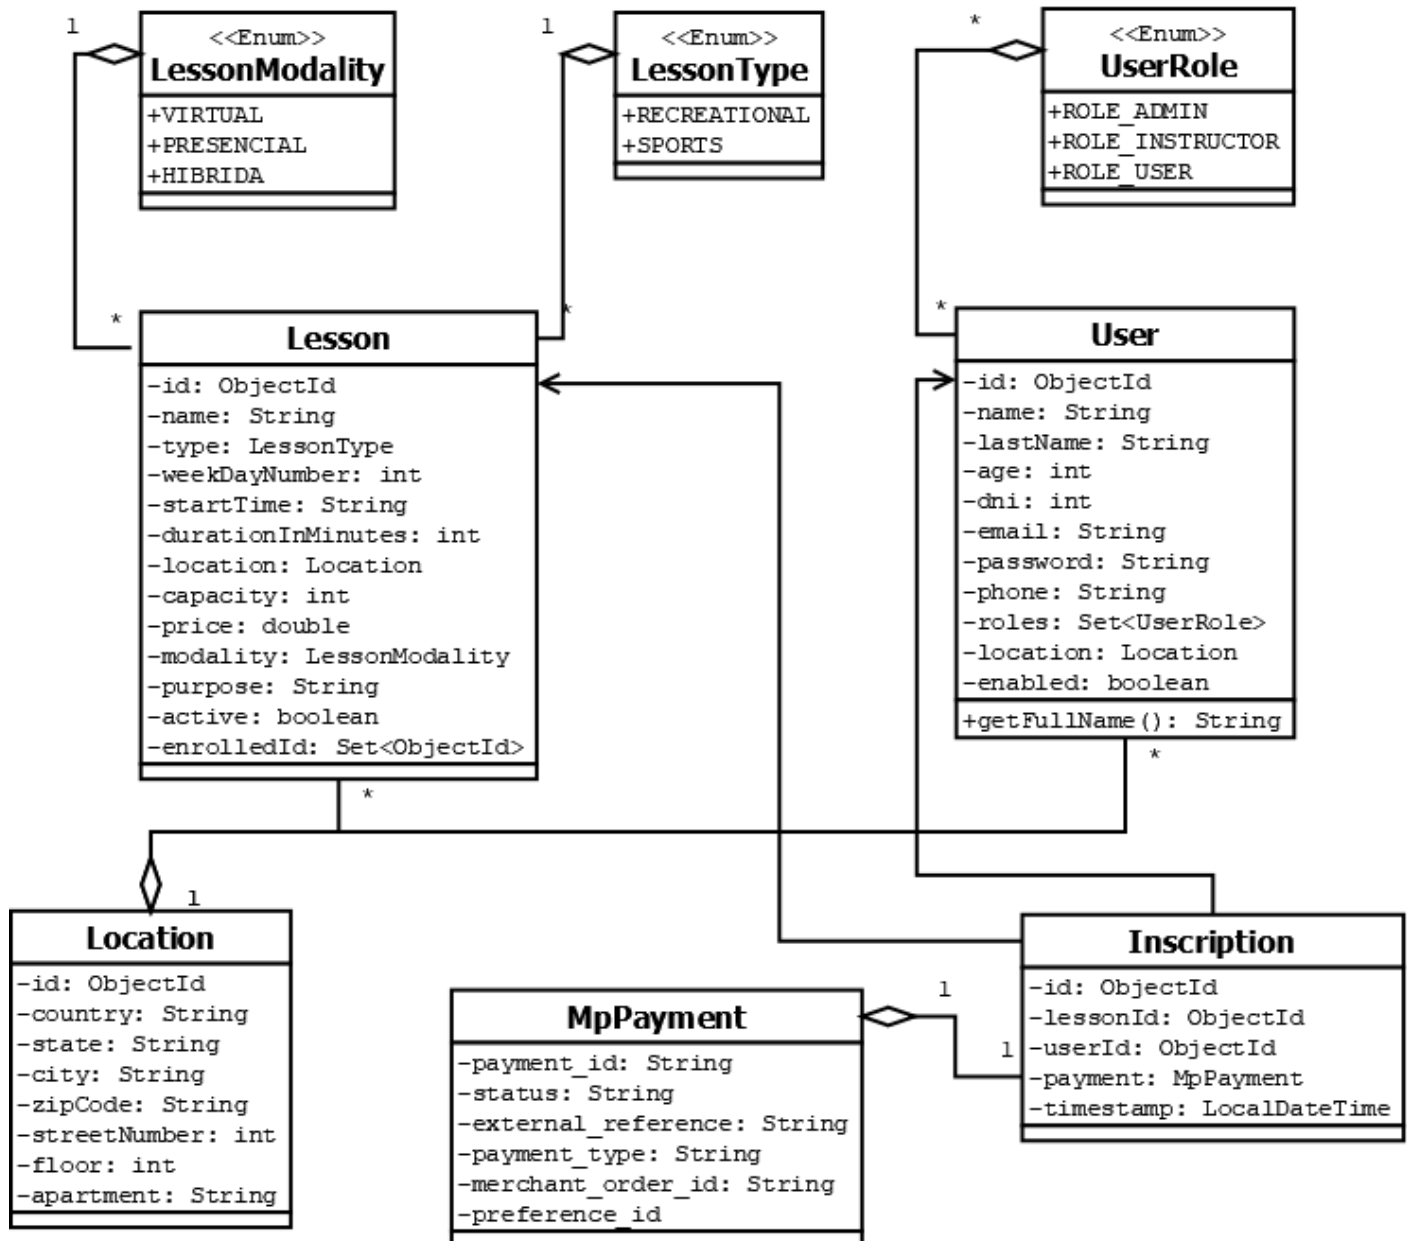 1
<<Enum>>
LessonModality
+VIRTUAL
+PRESENCIAL
+HIBRIDA
1
<<Enum>>
LessonType
+RECREATIONAL
+SPORTS
*
<<Enum>>
UserRole
+ROLE_ADMIN
+ROLE_INSTRUCTOR
+ROLE_USER
*
*
Lesson
-id: ObjectId
-name: String
-type: LessonType
-weekDayNumber: int
-startTime: String
-durationInMinutes: int
-location: Location
-capacity: int
-price: double
-modality: LessonModality
-purpose: String
-active: boolean
-enrolledId: Set<ObjectId>
*
*
User
-id: ObjectId
-name: String
-lastName: String
-age: int
-dni: int
-email: String
-password: String
-phone: String
-roles: Set<UserRole>
-location: Location
-enabled: boolean
+getFullName(): String
*
1
Location
-id: ObjectId
-country: String
-state: String
-city: String
-zipCode: String
-streetNumber: int
-floor: int
-apartment: String
MpPayment
-payment_id: String
-status: String
-external_reference: String
-payment_type: String
-merchant_order_id: String
-preference_id
1
1
Inscription
-id: ObjectId
-lessonId: ObjectId
-userId: ObjectId
-payment: MpPayment
-timestamp: LocalDateTime